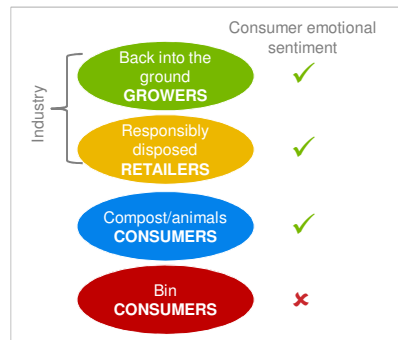 Consumer emotional
sentiment
Industry
Back into the
ground
GROWERS
Responsibly
disposed
RETAILERS
Compost/animals
CONSUMERS
Bin
CONSUMERS